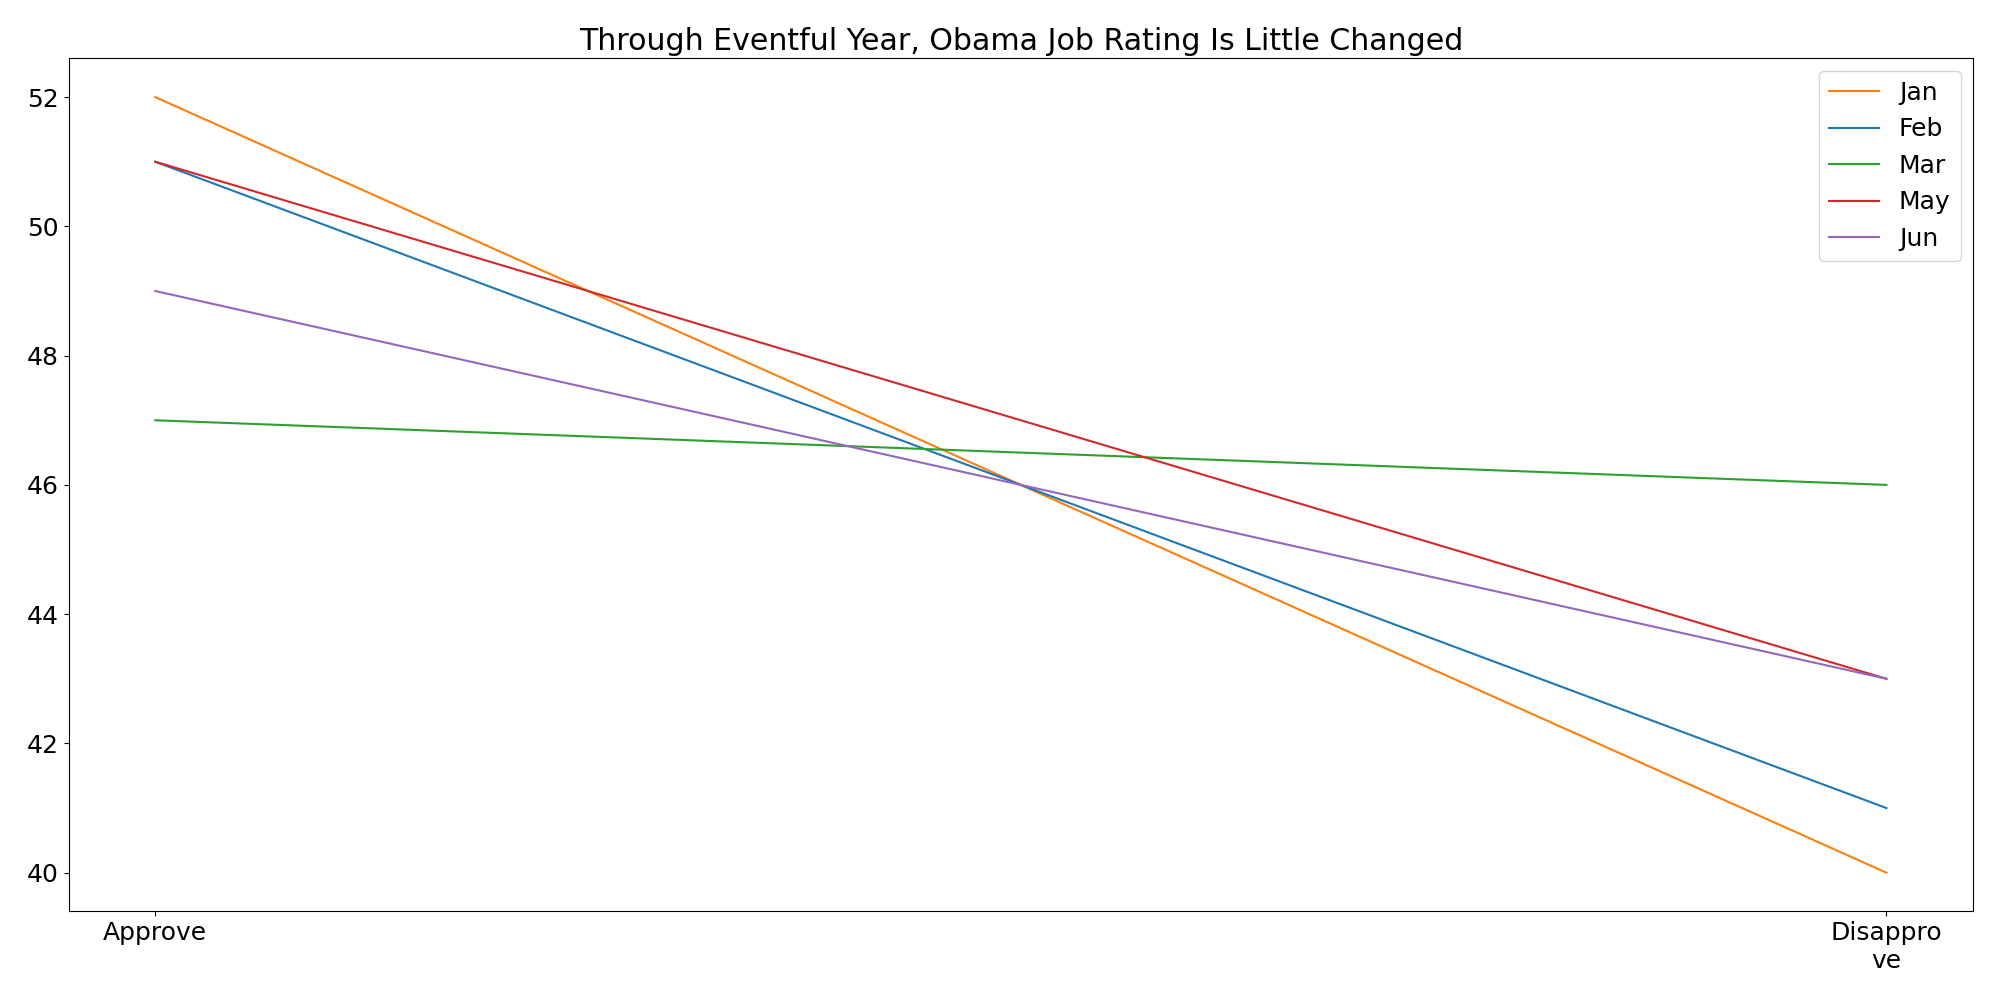 Through Eventful Year, Obama Job Rating Is Little Changed
52
50
48
46
44
42
40
Jan
Feb
Mar
May
Jun
Approve
Disappro
ve